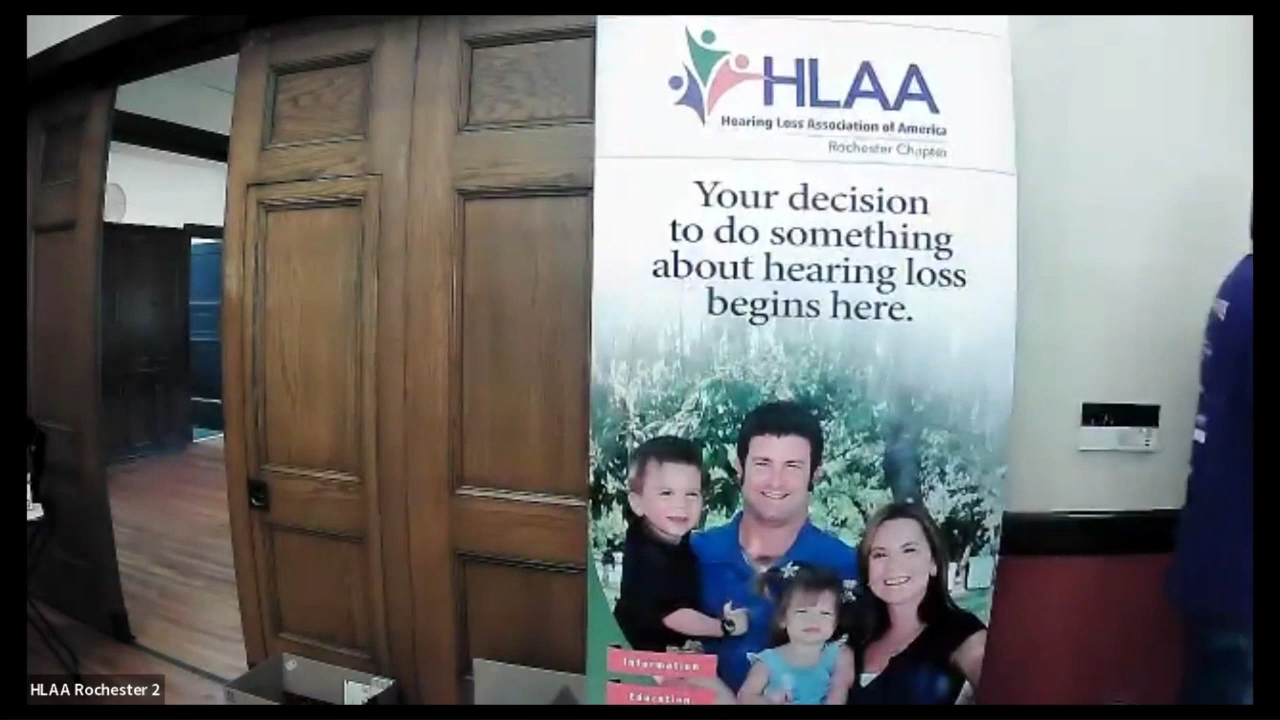 HLAA
Hearing Loss Association of America
Rochester Chapter
Your decision
to do something
about hearing loss
begins here.
Information
Education
HLAA Rochester 2